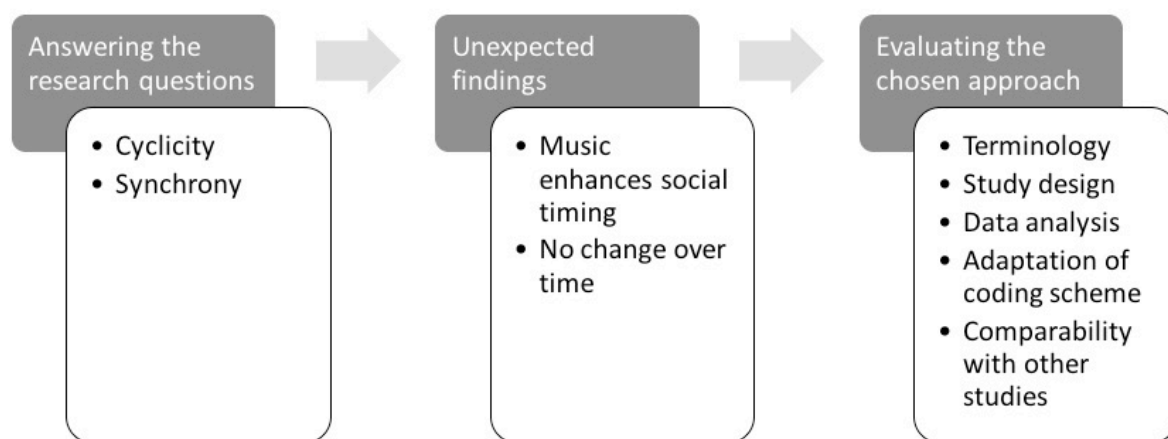 Answering the
research questions
• Cyclicity
• Synchrony
Unexpected
findings
• Music
enhances social
timing
• No change over
time
Evaluating the
chosen approach
• Terminology
• Study design
• Data analysis
• Adaptation of
coding scheme
• Comparability
with other
studies